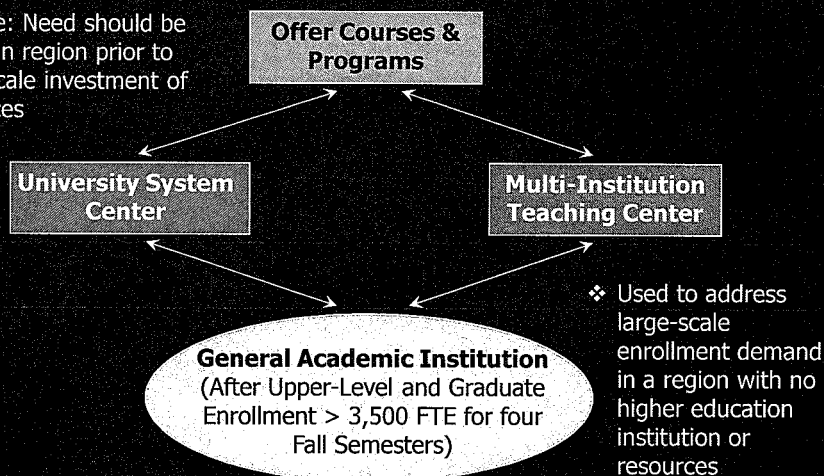 e: Need should be
n region prior to
cale investment of
ces
Offer Courses &
Programs
University System
Center
Multi-Institution
Teaching Center
General Academic Institution
(After Upper-Level and Graduate
Enrollment > 3,500 FTE for four
Fall Semesters)
❖ Used to address
large-scale
enrollment demand
in a region with no
higher education
institution or
resources